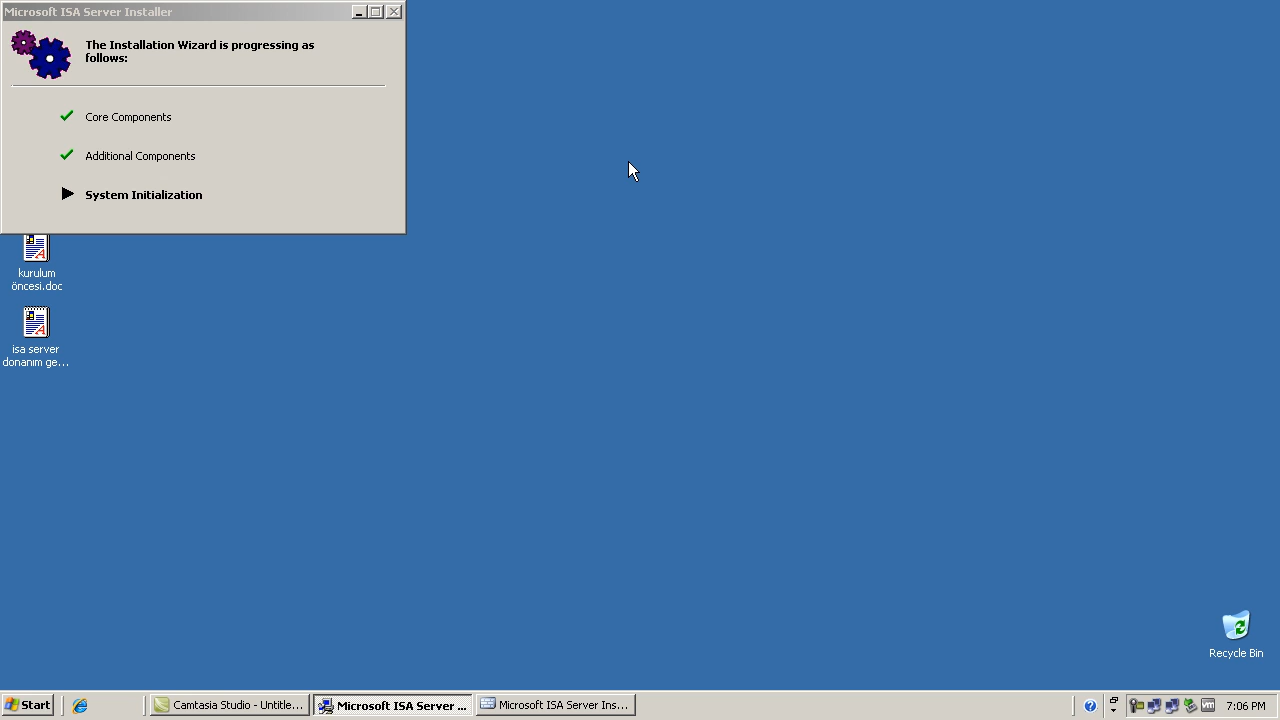 Microsoft ISA Server Installer
The Installation Wizard is progressing as
follows:
Core Components
Additional Components
System Initialization
kurulum
öncesi.doc
isa server
donanım ge...
Recycle Bin
Start
Camtasia Studio - Untitle...
Microsoft ISA Server ...
Microsoft ISA Server Ins...
7:06 PM